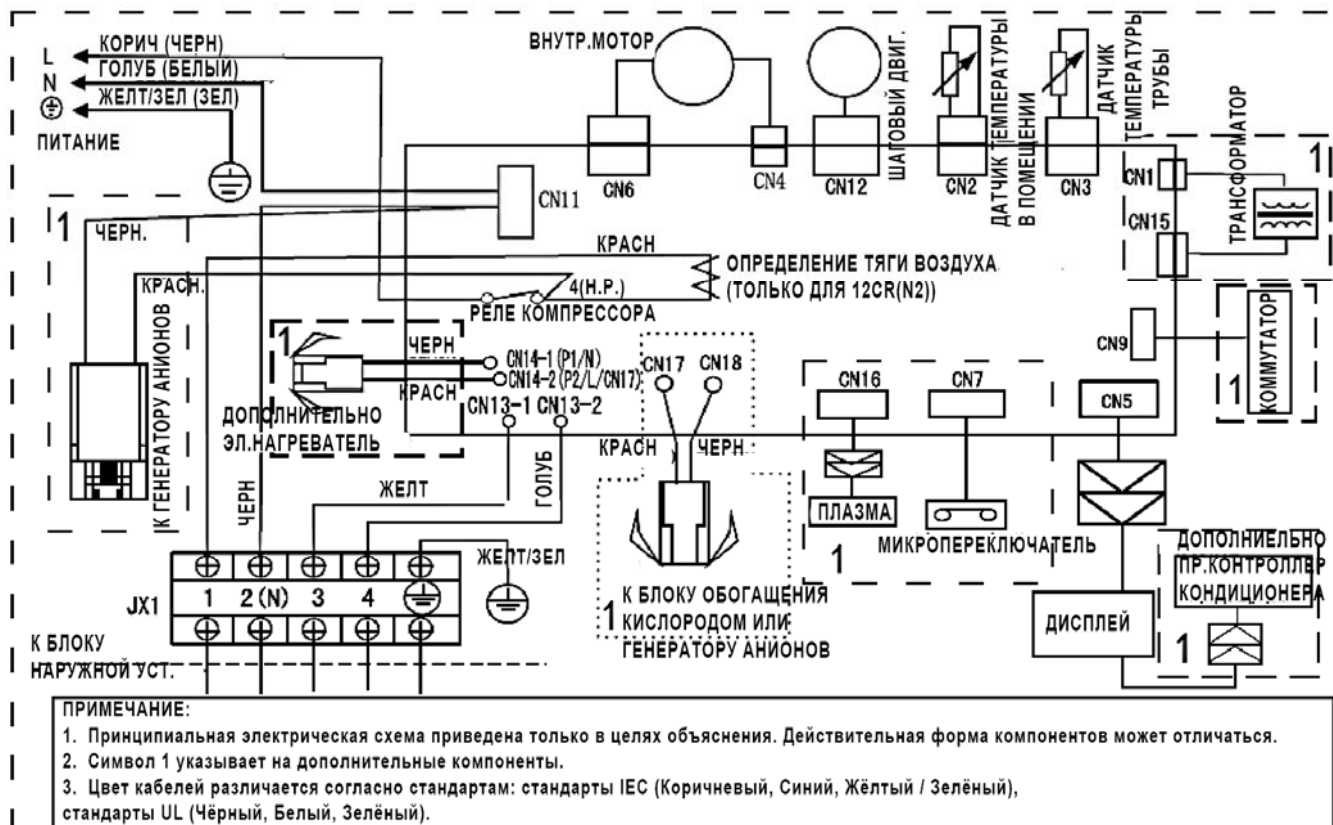 L
КОРИЧ (ЧЕРН)
N
ГОЛУБ (БЕЛЫЙ)
ЖЕЛТ/ЗЕЛ (ЗЕЛ)
ПИТАНИЕ
ВНУТР.МОТОР
CN6
CN4
CN12
ШАГОВЫЙ ДВИГ.
CN2
ДАТЧИК ТЕМПЕРАТУРЫ
В ПОМЕЩЕНИИ
CN3
ДАТЧИК
ТЕМПЕРАТУРЫ
ТРУБЫ
1
CN1
CN15
ТРАНСФОРМАТОР
CN11
1
ЧЕРН.
КРАСН.
К ГЕНЕРАТОРУ АНИОНОВ
КРАСН
4(Н.Р.)
РЕЛЕ КОМПРЕССОРА
ОПРЕДЕЛЕНИЕ ТЯГИ ВОЗДУХА
(ТОЛЬКО ДЛЯ 12CR(N2))
1
ЧЕРН
КРАСН
ДОПОЛНИТЕЛЬНО
ЭЛ.НАГРЕВАТЕЛЬ
CN14-1(P1/N)
CN14-2(P2/L/CN17)
CN13-1 CN13-2
CN17
CN18
КРАСН
ЧЕРН
1
К БЛОКУ ОБОГАЩЕНИЯ
КИСЛОРОДОМ ИЛИ
ГЕНЕРАТОРУ АНИОНОВ
CN16
CN7
ПЛАЗМА
МИКРОПЕРЕКЛЮЧАТЕЛЬ
1
CN9
1
КОММУТАТОР
CN5
ДИСПЛЕЙ
ДОПОЛНИЕЛЬНО
ПР.КОНТРОЛЛЕР
КОНДИЦИОНЕРА
1
ЧЕРН
ЖЕЛТ
ГОЛУБ
ЖЕЛТ/ЗЕЛ
JX1
1
2(N)
3
4
К БЛОКУ
НАРУЖНОЙ УСТ.
ПРИМЕЧАНИЕ:
1. Принципиальная электрическая схема приведена только в целях объяснения. Действительная форма компонентов может отличаться.
2. Символ 1 указывает на дополнительные компоненты.
3. Цвет кабелей различается согласно стандартам: стандарты IEC (Коричневый, Синий, Жёлтый / Зелёный),
стандарты UL (Чёрный, Белый, Зелёный).